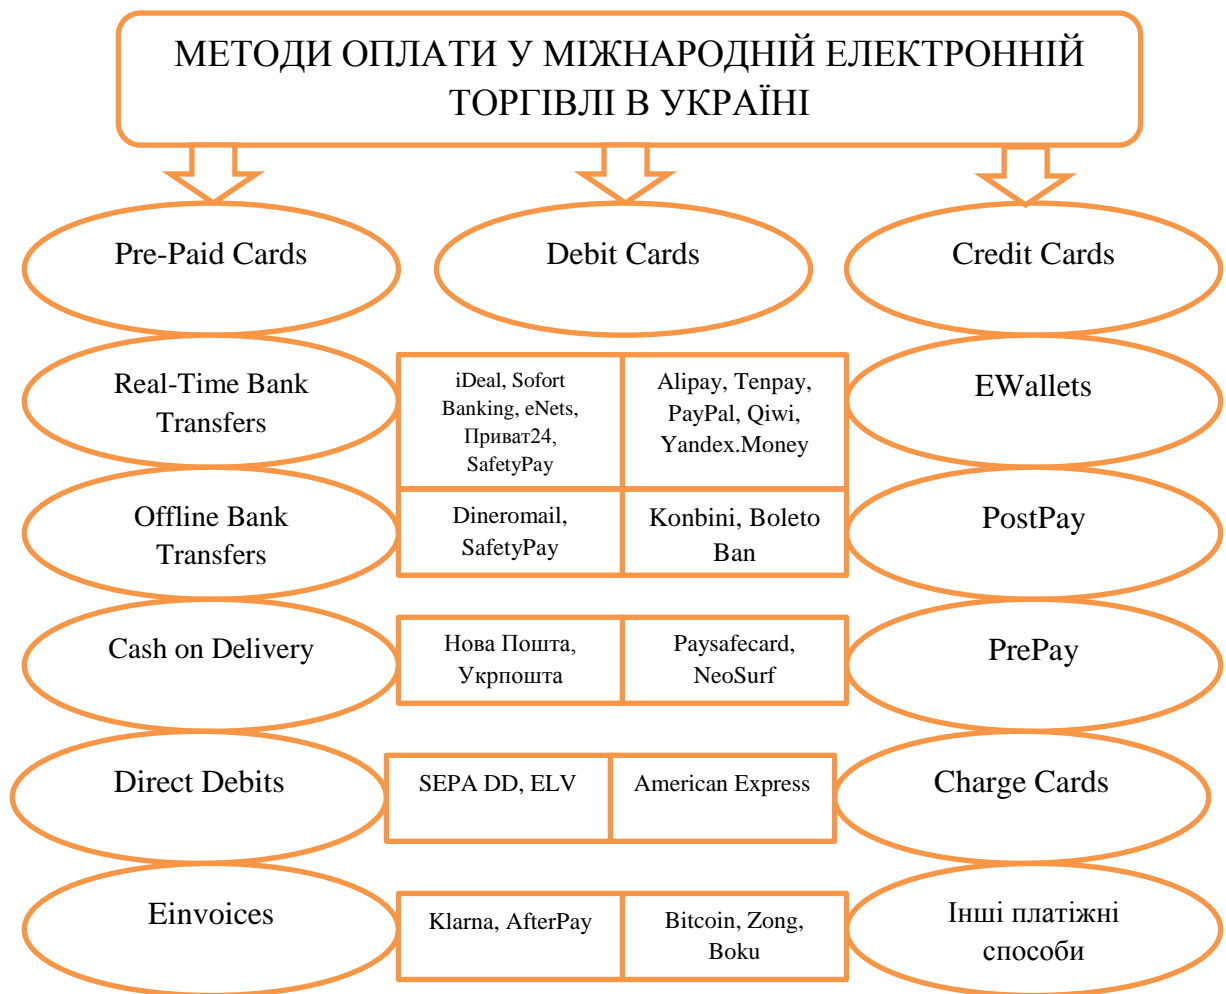 МЕТОДИ ОПЛАТИ У МІЖНАРОДНІЙ ЕЛЕКТРОННІЙ
ТОРГІВЛІ В УКРАЇНІ
Pre-Paid Cards
Debit Cards
Credit Cards
Real-Time Bank
Transfers
iDeal, Sofort
Banking, eNets,
Приват24,
SafetyPay
Alipay, Tenpay,
PayPal, Qiwi,
Yandex.Money
EWallets
Offline Bank
Transfers
Dineromail,
SafetyPay
Konbini, Boleto
Ban
PostPay
Cash on Delivery
Нова Пошта,
Укрпошта
Paysafecard,
NeoSurf
PrePay
Direct Debits
SEPA DD, ELV
American Express
Charge Cards
Einvoices
Klarna, AfterPay
Bitcoin, Zong,
Boku
Інші платіжні
способи